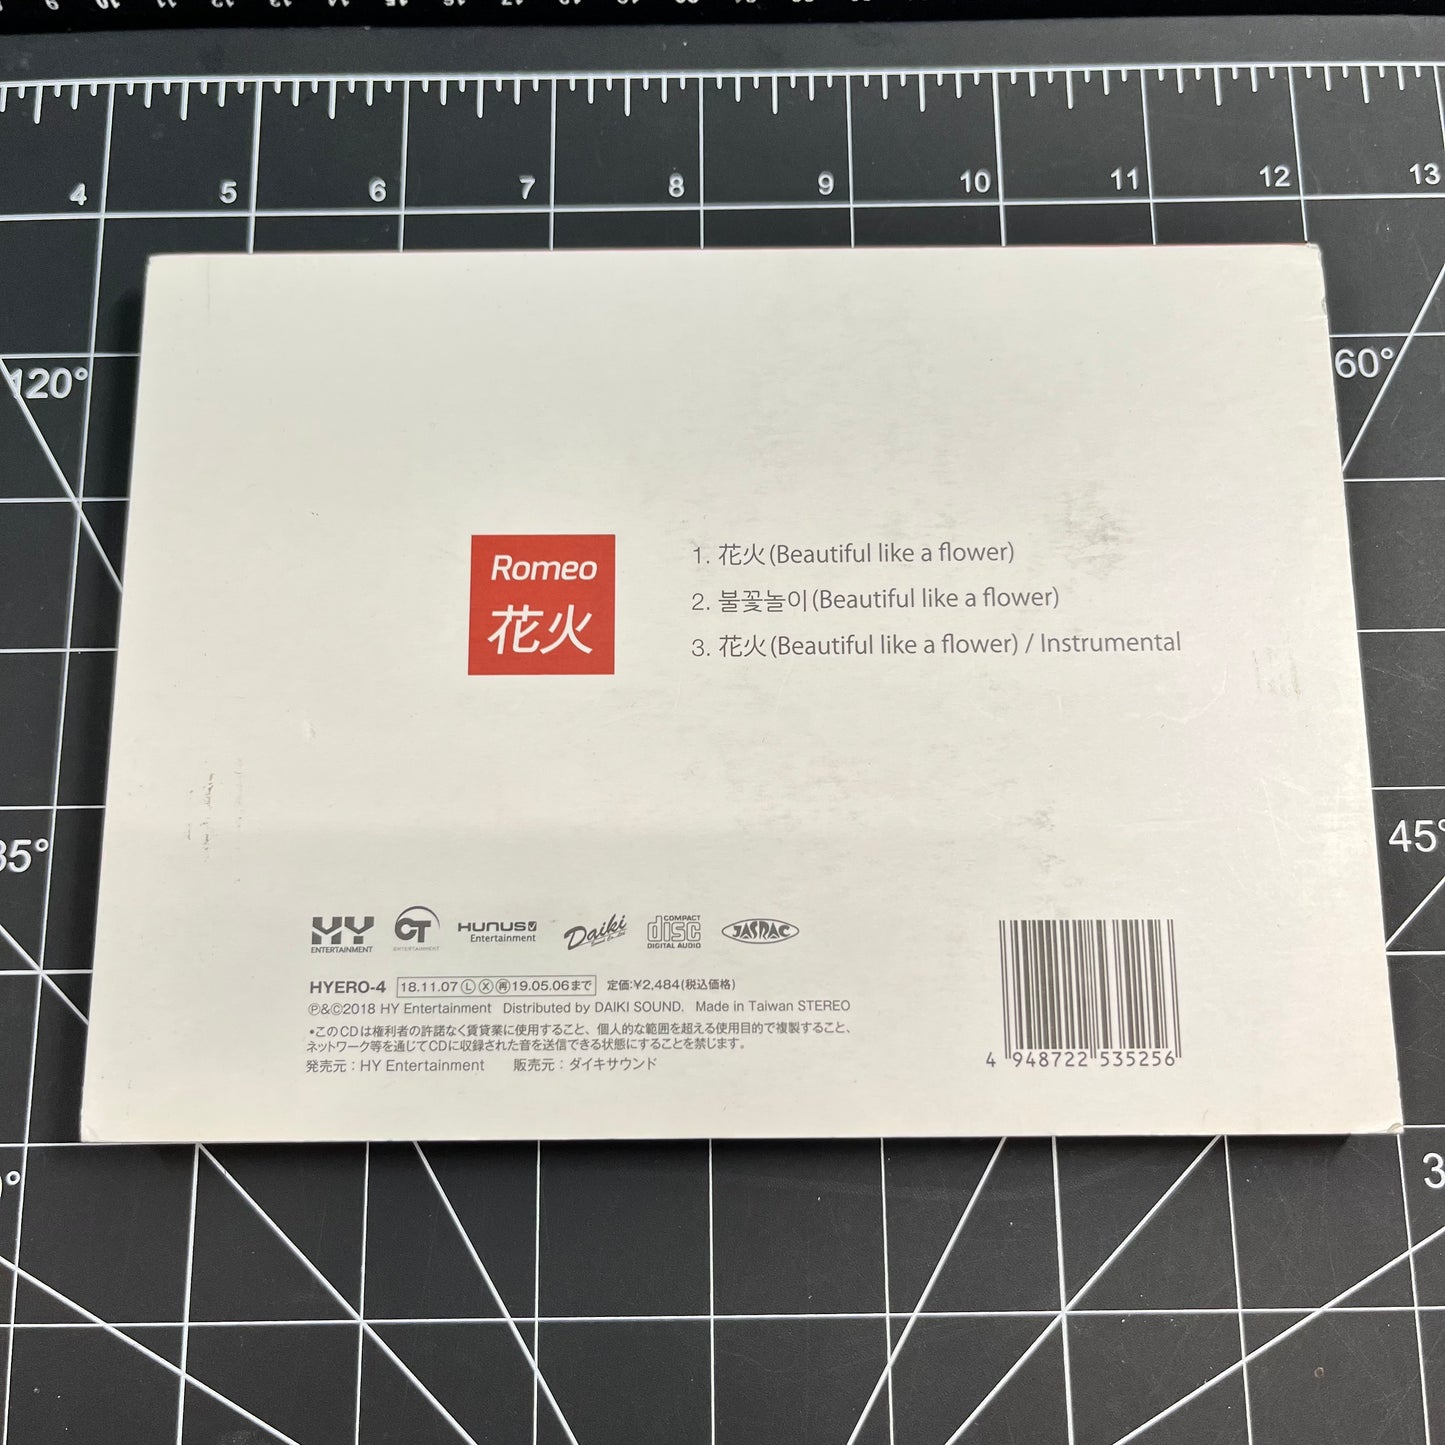 4 5 6 7 8 9 10 11 12 13
120°
60°
Romeo
花火
1. 花火(Beautiful like a flower)
2. 불꽃놀이(Beautiful like a flower)
3. 花火(Beautiful like a flower) / Instrumental
45°
35°
HY ENTERTAINMENT
CT ENTERTAINMENT
HUNUS Entertainment
Daiki
COMPACT disc DIGITAL AUDIO
JASRAC
HYERO-4 18.11.07ⓁⓍ㊢19.05.06まで 定価:¥2,484(税込価格)
Ⓟ&©2018 HY Entertainment Distributed by DAIKI SOUND. Made in Taiwan STEREO
•このCDは権利者の許諾なく賃貸業に使用すること、個人的な範囲を超える使用目的で複製すること、
ネットワーク等を通じてCDに収録された音を送信できる状態にすることを禁じます。
発売元:HY Entertainment 販売元:ダイキサウンド
4 948722 535256